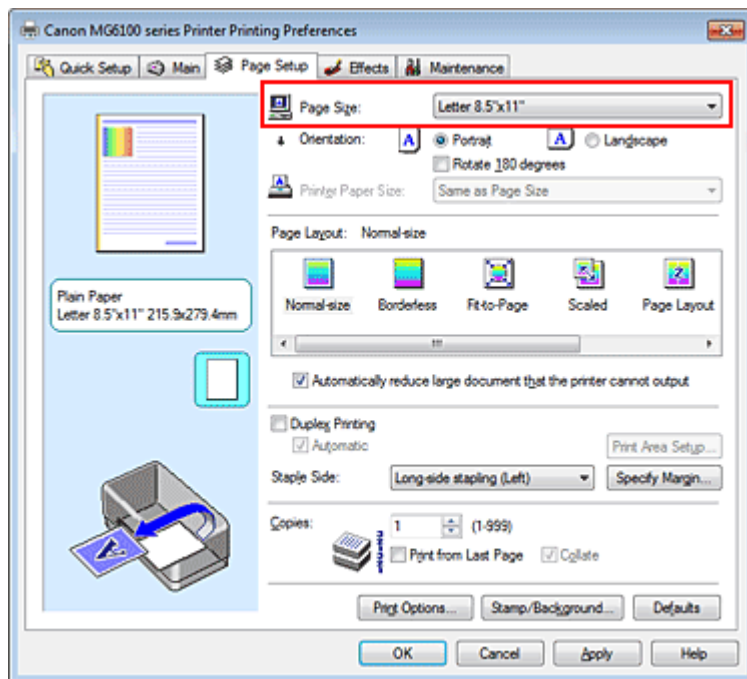 Canon MG6100 series Printer Printing Preferences
Quick Setup Main Page Setup Effects Maintenance
Page Size: Letter 8.5"x11"
Orientation: A Portrait A Landscape
Rotate 180 degrees
Printer Paper Size: Same as Page Size
Page Layout: Normal-size
Normal-size Borderless Fit-to-Page Scaled Page Layout
Plain Paper
Letter 8.5"x11" 215.9x279.4mm
Automatically reduce large document that the printer cannot output
Duplex Printing
Automatic Print Area Setup...
Staple Side: Long-side stapling (Left) Specify Margin...
Copies: 1 (1-999)
Print from Last Page Collate
Print Options... Stamp/Background... Defaults
OK Cancel Apply Help